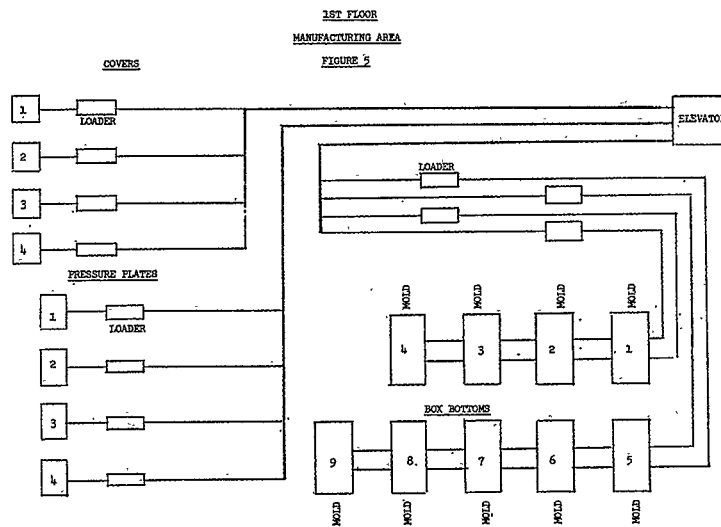 1ST FLOOR
MANUFACTURING AREA
FIGURE 5
COVERS
1
LOADER
2
3
4
ELEVATOR
LOADER
PRESSURE PLATES
1
LOADER
2
3
4
MOLD
MOLD
MOLD
MOLD
4
3
2
1
BOX BOTTOMS
9
8
7
6
5
MOLD
MOLD
MOLD
MOLD
MOLD